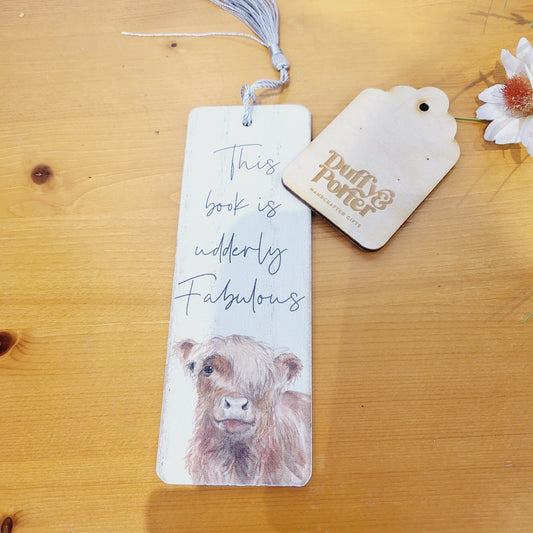 This
book is
udderly
Fabulous
Duffy &
Porter
HANDCRAFTED GIFTS